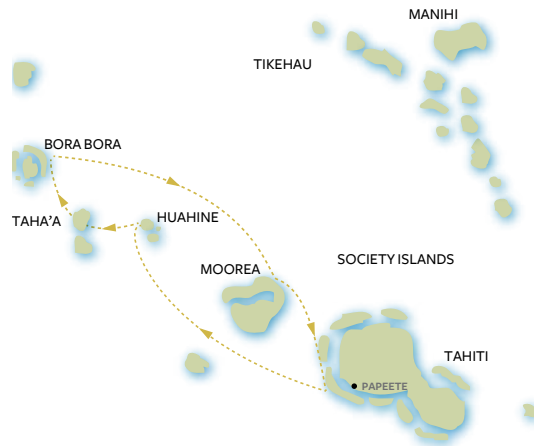 MANIHI
TIKEHAU
BORA BORA
TAHA'A
HUAHINE
MOOREA
SOCIETY ISLANDS
TAHITI
PAPEETE